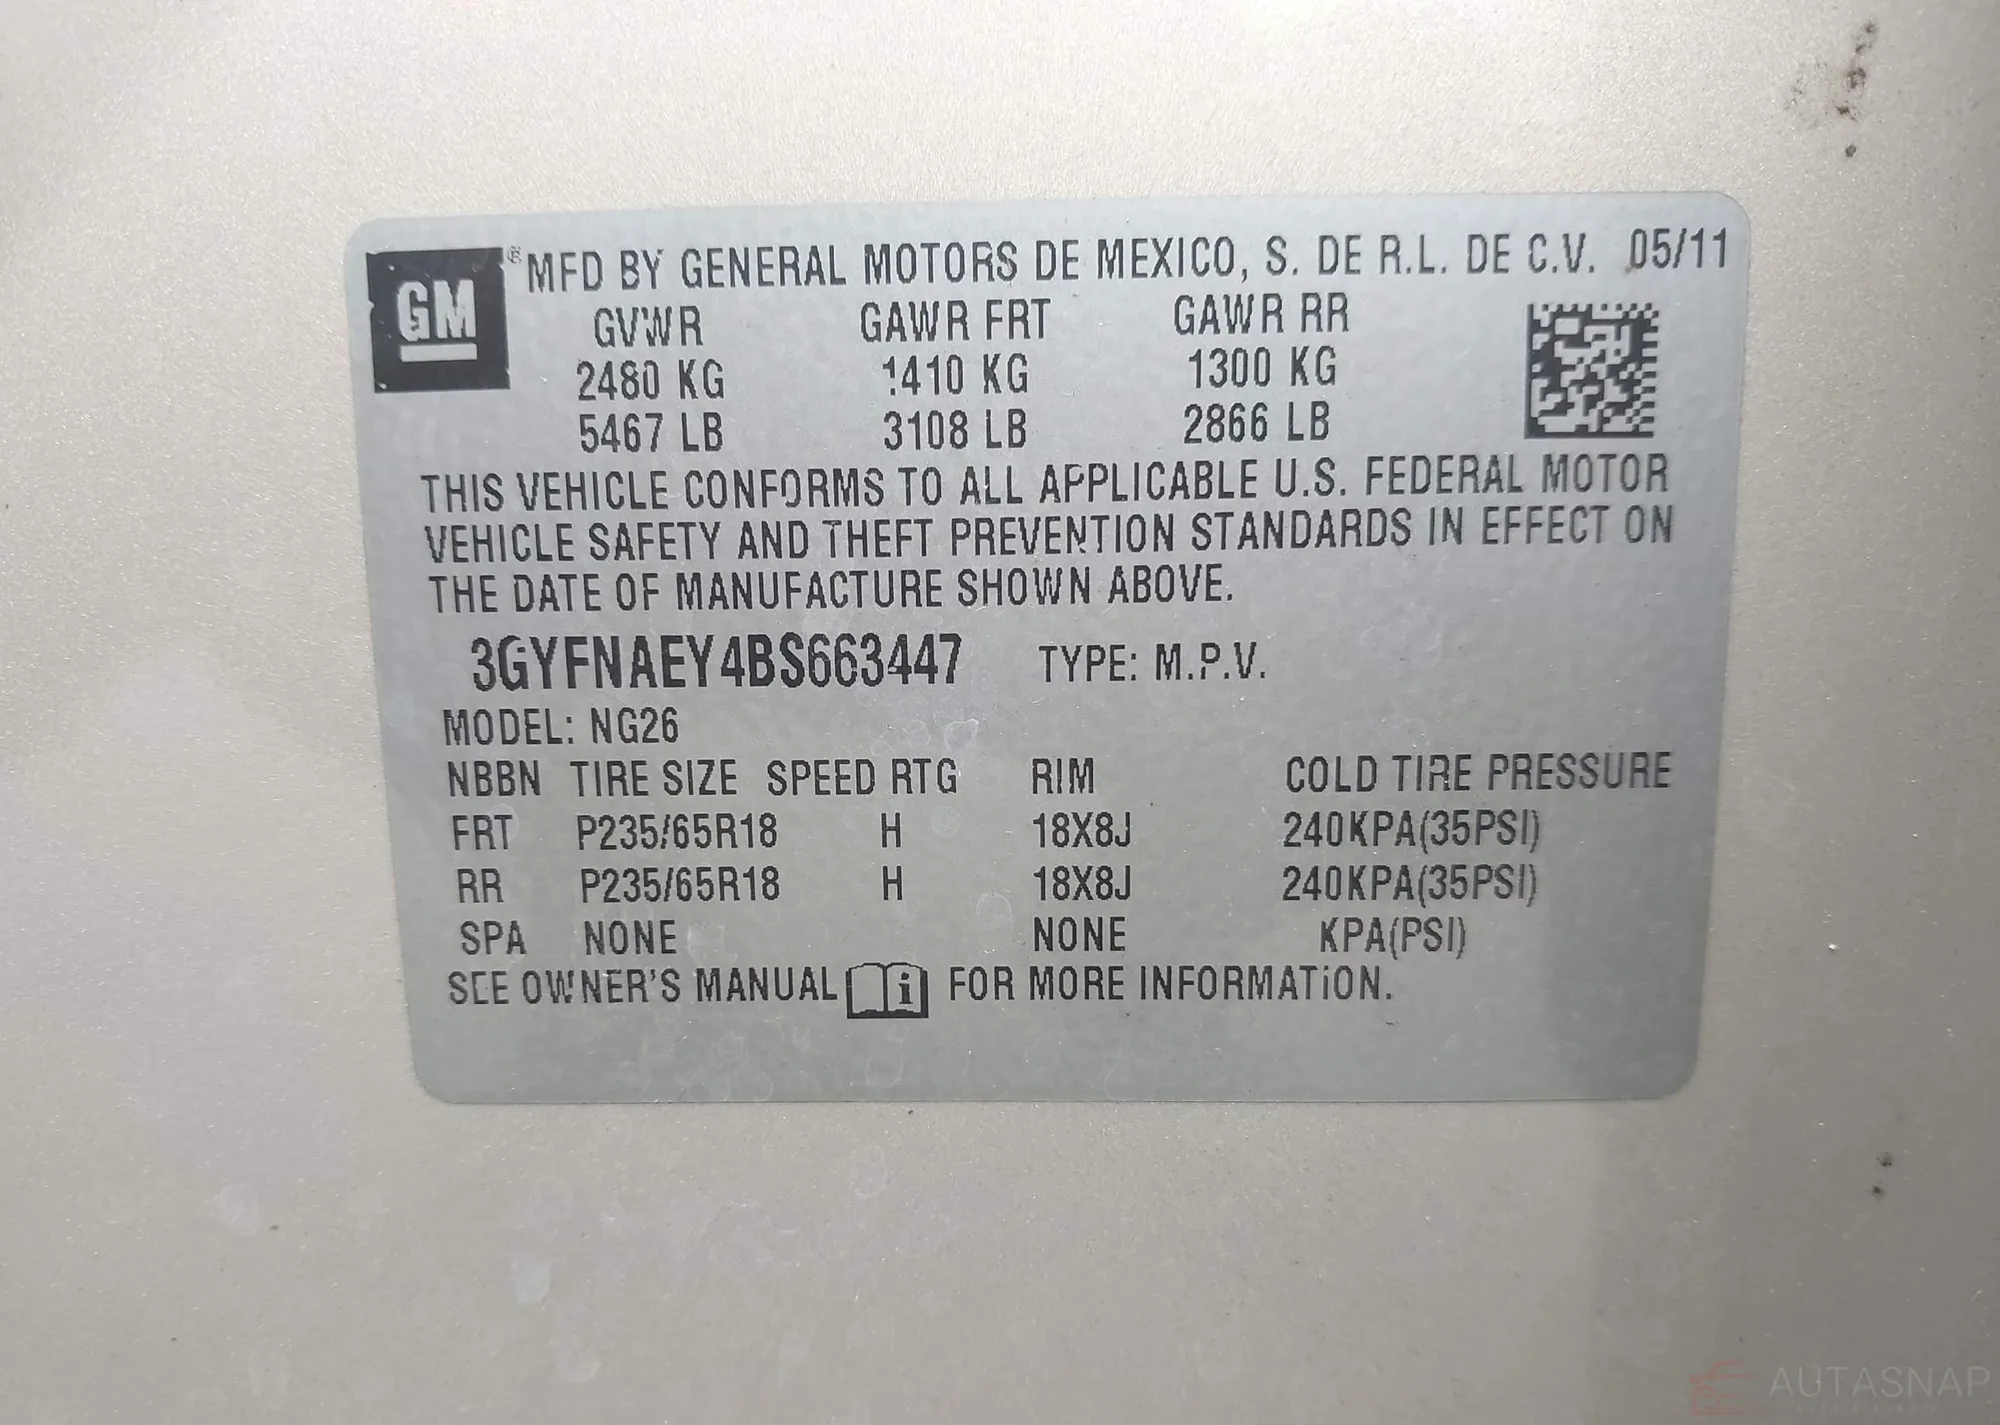 GM ® MFD BY GENERAL MOTORS DE MEXICO, S. DE R.L. DE C.V. 05/11
GVWR GAWR FRT GAWR RR
2480 KG 1410 KG 1300 KG
5467 LB 3108 LB 2866 LB
THIS VEHICLE CONFORMS TO ALL APPLICABLE U.S. FEDERAL MOTOR
VEHICLE SAFETY AND THEFT PREVENTION STANDARDS IN EFFECT ON
THE DATE OF MANUFACTURE SHOWN ABOVE.
3GYFNAEY4BS663447 TYPE: M.P.V.
MODEL: NG26
NBBN TIRE SIZE SPEED RTG RIM COLD TIRE PRESSURE
FRT P235/65R18 H 18X8J 240KPA(35PSI)
RR P235/65R18 H 18X8J 240KPA(35PSI)
SPA NONE NONE KPA(PSI)
SEE OWNER'S MANUAL i FOR MORE INFORMATION.
AUTASNAP